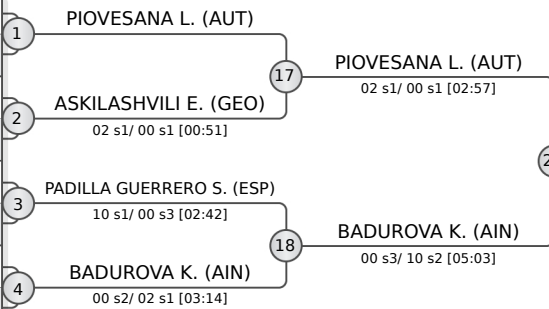 PIOVESANA L. (AUT)
1
17
PIOVESANA L. (AUT)
02 s1/ 00 s1 [02:57]
ASKILASHVILI E. (GEO)
2
02 s1/ 00 s1 [00:51]
PADILLA GUERRERO S. (ESP)
3
10 s1/ 00 s3 [02:42]
18
BADUROVA K. (AIN)
00 s3/ 10 s2 [05:03]
BADUROVA K. (AIN)
4
00 s2/ 02 s1 [03:14]